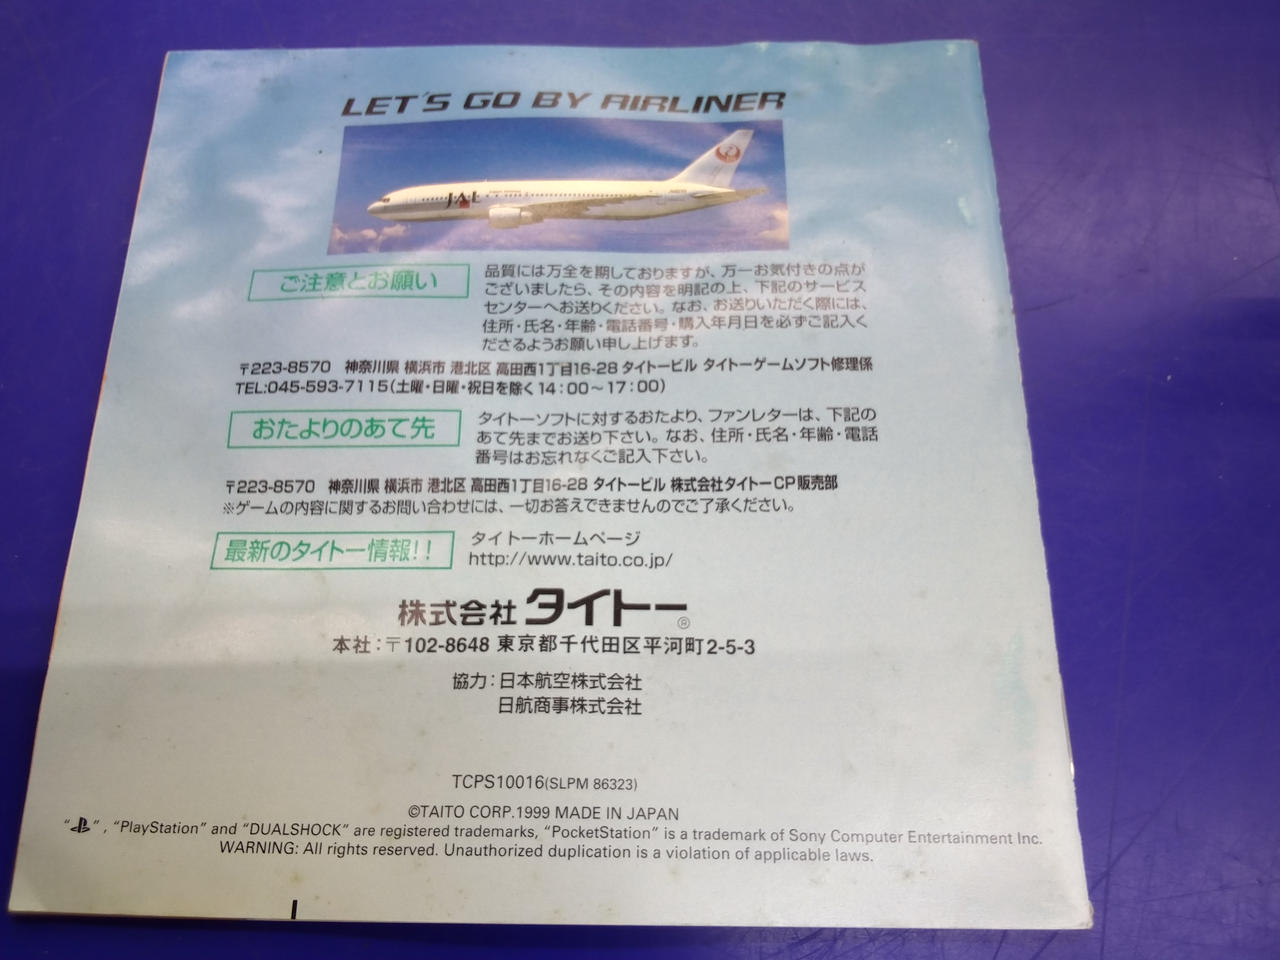 LET'S GO BY AIRLINER
JAL
ご注意とお願い
品質には万全を期しておりますが、万一お気付きの点が
ございましたら、その内容を明記の上、下記のサービス
センターへお送りください。なお、お送りいただく際には、
住所・氏名・年齢・電話番号・購入年月日を必ずご記入く
ださるようお願い申し上げます。
〒223-8570 神奈川県 横浜市 港北区 高田西1丁目16-28 タイトービル タイトーゲームソフト修理係
TEL:045-593-7115(土曜・日曜・祝日を除く14:00〜17:00)
おたよりのあて先
タイトーソフトに対するおたより、ファンレターは、下記の
あて先までお送り下さい。なお、住所・氏名・年齢・電話
番号はお忘れなくご記入下さい。
〒223-8570 神奈川県 横浜市 港北区 高田西1丁目16-28 タイトービル 株式会社タイトーCP販売部
※ゲームの内容に関するお問い合わせには、一切お答えできませんのでご了承ください。
最新のタイトー情報!!
タイトーホームページ
http://www.taito.co.jp/
株式会社 タイトー®
本社:〒102-8648 東京都千代田区平河町2-5-3
協力:日本航空株式会社
日航商事株式会社
TCPS10016(SLPM 86323)
©TAITO CORP.1999 MADE IN JAPAN
" ", "PlayStation" and "DUALSHOCK" are registered trademarks, "PocketStation" is a trademark of Sony Computer Entertainment Inc.
WARNING: All rights reserved. Unauthorized duplication is a violation of applicable laws.